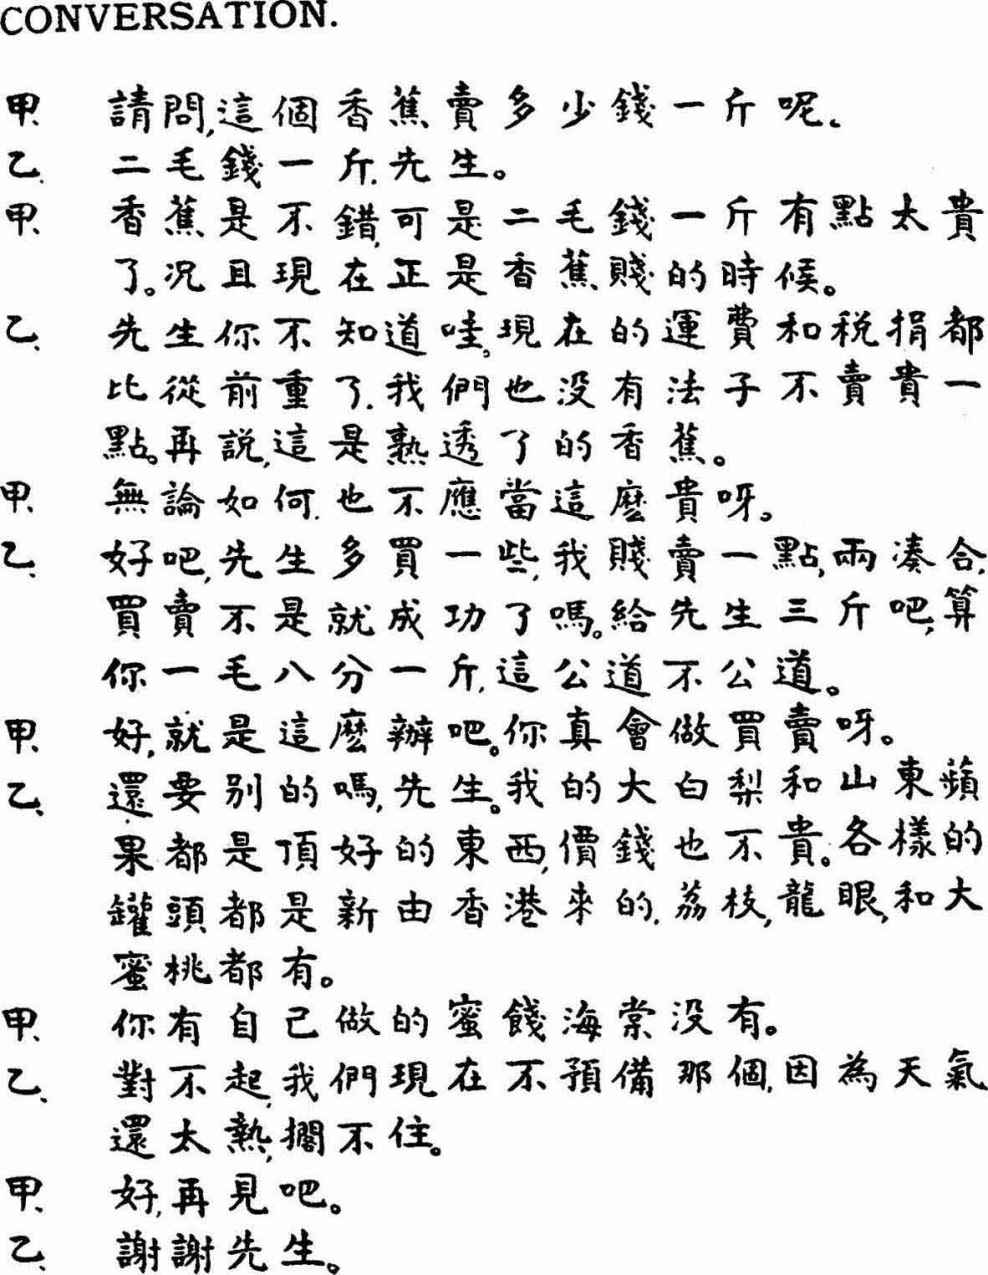 CONVERSATION.
甲、請問,這個香蕉賣多少錢一斤呢。
乙、二毛錢一斤,先生。
甲、香蕉是不錯,可是二毛錢一斤有點太貴
了。况且現在正是香蕉賤的時候。
乙、先生你不知道哇,現在的運費和税捐都
比從前重了,我們也没有法子不賣貴一
點。再説,這是熟透了的香蕉。
甲、無論如何,也不應當這麽貴呀。
乙、好吧,先生多買一些,我賤賣一點,兩湊合,
買賣不是就成功了嗎。給先生三斤吧,算
你一毛八分一斤,這公道不公道。
甲、好,就是這麽辦吧。你真會做買賣呀。
乙、還要别的嗎,先生。我的大白梨和山東蘋
果都是頂好的東西,價錢也不貴。各樣的
罐頭都是新由香港來的,荔枝,龍眼,和大
蜜桃都有。
甲、你有自己做的蜜餞海棠没有。
乙、對不起,我們現在不預備那個,因為天氣
還太熱,擱不住。
甲、好,再見吧。
乙、謝謝先生。